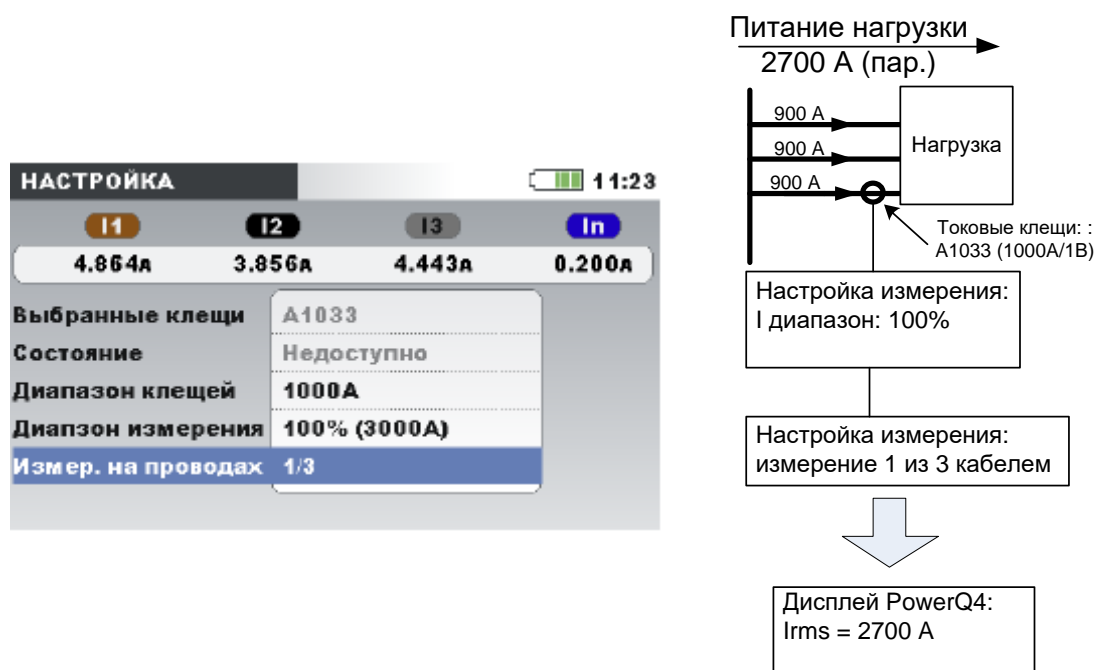 НАСТРОЙКА
11:23
I1 I2 I3 In
4.864A 3.856A 4.443A 0.200A
Выбранные клещи A1033
Состояние Недоступно
Диапазон клещей 1000A
Диапзон измерения 100% (3000A)
Измер. на проводах 1/3
Питание нагрузки
2700 А (пар.)
900 А
900 А
900 А
Нагрузка
Токовые клещи: :
A1033 (1000A/1В)
Настройка измерения:
I диапазон: 100%
Настройка измерения:
измерение 1 из 3 кабелем
Дисплей PowerQ4:
Irms = 2700 A